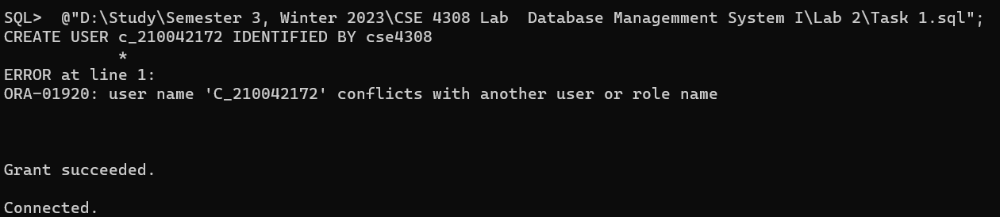 SQL>  @"D:\Study\Semester 3, Winter 2023\CSE 4308 Lab  Database Managemment System I\Lab 2\Task 1.sql";
CREATE USER c_210042172 IDENTIFIED BY cse4308
            *
ERROR at line 1:
ORA-01920: user name 'C_210042172' conflicts with another user or role name
Grant succeeded.
Connected.